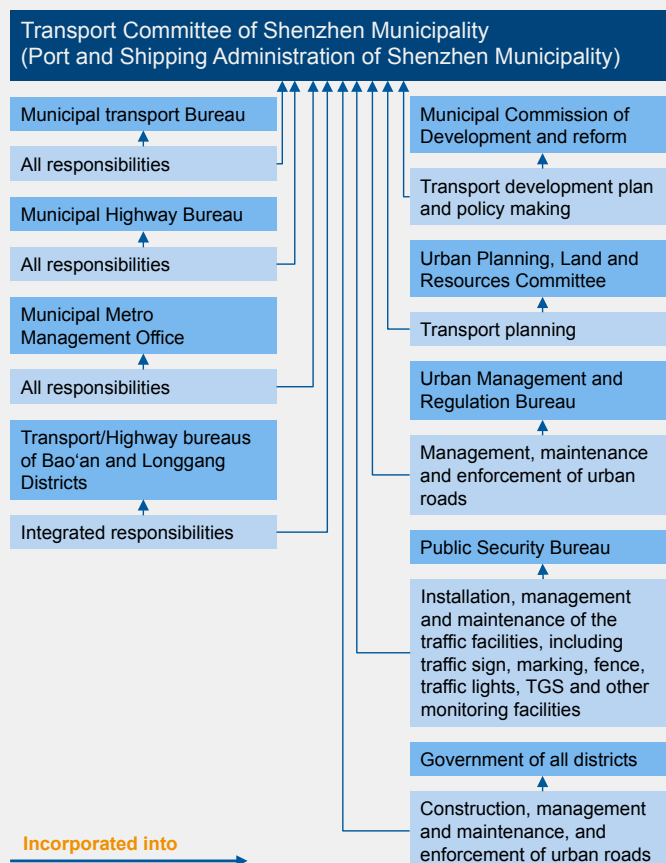 Transport Committee of Shenzhen Municipality
(Port and Shipping Administration of Shenzhen Municipality)
Municipal transport Bureau
All responsibilities
Municipal Highway Bureau
All responsibilities
Municipal Metro
Management Office
All responsibilities
Transport/Highway bureaus
of Bao‘an and Longgang
Districts
Integrated responsibilities
Municipal Commission of
Development and reform
Transport development plan
and policy making
Urban Planning, Land and
Resources Committee
Transport planning
Urban Management and
Regulation Bureau
Management, maintenance
and enforcement of urban
roads
Public Security Bureau
Installation, management
and maintenance of the
traffic facilities, including
traffic sign, marking, fence,
traffic lights, TGS and other
monitoring facilities
Government of all districts
Construction, management
and maintenance, and
enforcement of urban roads
Incorporated into